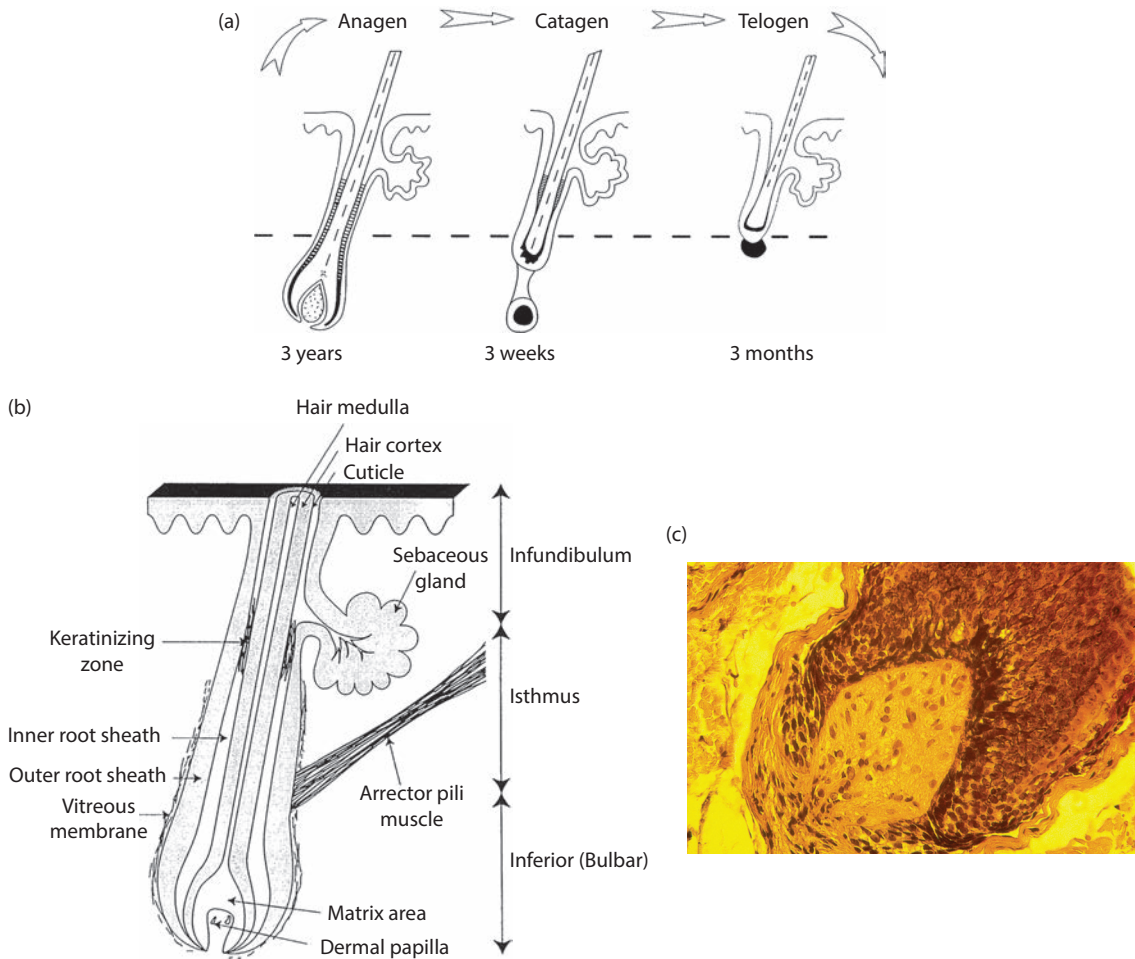 (a)
Anagen
Catagen
Telogen
3 years
3 weeks
3 months
(b)
Hair medulla
Hair cortex
Cuticle
Sebaceous
gland
Infundibulum
Keratinizing
zone
Isthmus
Inner root sheath
Outer root sheath
Vitreous
membrane
Arrector pili
muscle
Inferior (Bulbar)
Matrix area
Dermal papilla
(c)